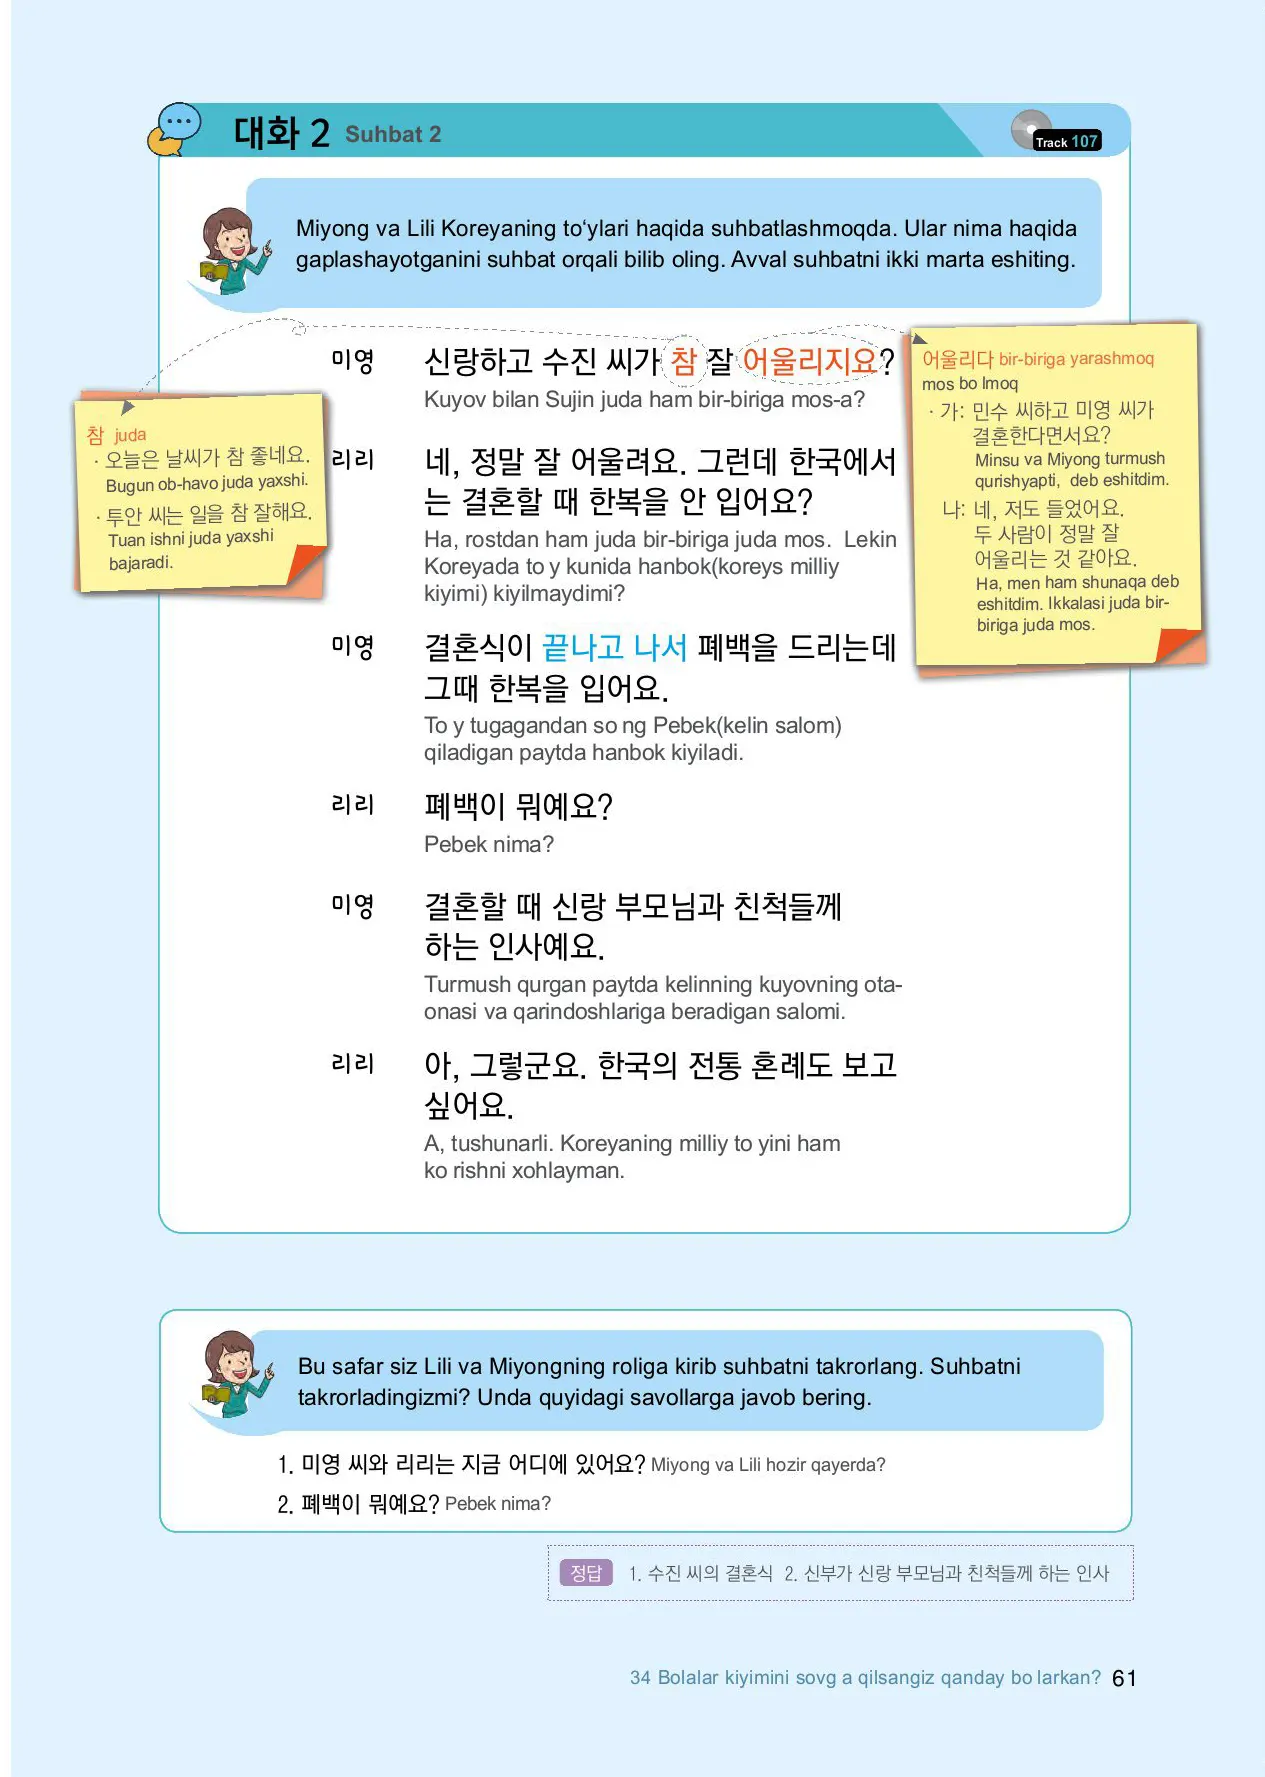 대화 2 Suhbat 2
Track 107
Miyong va Lili Koreyaning to‘ylari haqida suhbatlashmoqda. Ular nima haqida
gaplashayotganini suhbat orqali bilib oling. Avval suhbatni ikki marta eshiting.
미영 신랑하고 수진 씨가 참 잘 어울리지요?
Kuyov bilan Sujin juda ham bir-biriga mos-a?
참 juda
· 오늘은 날씨가 참 좋네요.
Bugun ob-havo juda yaxshi.
· 투안 씨는 일을 참 잘해요.
Tuan ishni juda yaxshi
bajaradi.
어울리다 bir-biriga yarashmoq
mos bo lmoq
· 가: 민수 씨하고 미영 씨가
결혼한다면서요?
Minsu va Miyong turmush
qurishyapti, deb eshitdim.
냐: 네, 저도 들었어요.
두 사람이 정말 잘
어울리는 것 같아요.
Ha, men ham shunaqa deb
eshitdim. Ikkalasi juda bir-
biriga juda mos.
리리 네, 정말 잘 어울려요. 그런데 한국에서
는 결혼할 때 한복을 안 입어요?
Ha, rostdan ham juda bir-biriga juda mos. Lekin
Koreyada to y kunida hanbok(koreys milliy
kiyimi) kiyilmaydimi?
미영 결혼식이 끝나고 나서 폐백을 드리는데
그때 한복을 입어요.
To y tugagandan so ng Pebek(kelin salom)
qiladigan paytda hanbok kiyiladi.
리리 폐백이 뭐예요?
Pebek nima?
미영 결혼할 때 신랑 부모님과 친척들께
하는 인사예요.
Turmush qurgan paytda kelinning kuyovning ota-
onasi va qarindoshlariga beradigan salomi.
리리 아, 그렇군요. 한국의 전통 혼례도 보고
싶어요.
A, tushunarli. Koreyaning milliy to yini ham
ko rishni xohlayman.
Bu safar siz Lili va Miyongning roliga kirib suhbatni takrorlang. Suhbatni
takrorladingizmi? Unda quyidagi savollarga javob bering.
1. 미영 씨와 리리는 지금 어디에 있어요? Miyong va Lili hozir qayerda?
2. 폐백이 뭐예요? Pebek nima?
정답 1. 수진 씨의 결혼식 2. 신부가 신랑 부모님과 친척들께 하는 인사
34 Bolalar kiyimini sovg a qilsangiz qanday bo larkan? 61